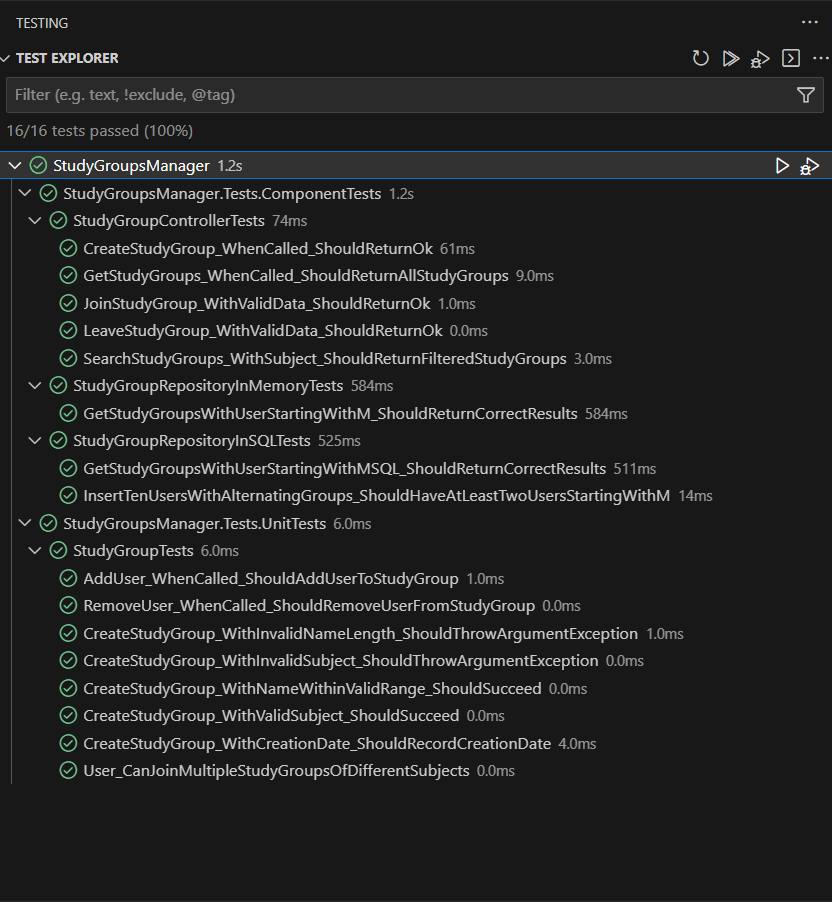 TESTING
TEST EXPLORER
Filter (e.g. text, !exclude, @tag)
16/16 tests passed (100%)
StudyGroupsManager 1.2s
StudyGroupsManager.Tests.ComponentTests 1.2s
StudyGroupControllerTests 74ms
CreateStudyGroup_WhenCalled_ShouldReturnOk 61ms
GetStudyGroups_WhenCalled_ShouldReturnAllStudyGroups 9.0ms
JoinStudyGroup_WithValidData_ShouldReturnOk 1.0ms
LeaveStudyGroup_WithValidData_ShouldReturnOk 0.0ms
SearchStudyGroups_WithSubject_ShouldReturnFilteredStudyGroups 3.0ms
StudyGroupRepositoryInMemoryTests 584ms
GetStudyGroupsWithUserStartingWithM_ShouldReturnCorrectResults 584ms
StudyGroupRepositoryInSQLTests 525ms
GetStudyGroupsWithUserStartingWithMSQL_ShouldReturnCorrectResults 511ms
InsertTenUsersWithAlternatingGroups_ShouldHaveAtLeastTwoUsersStartingWithM 14ms
StudyGroupsManager.Tests.UnitTests 6.0ms
StudyGroupTests 6.0ms
AddUser_WhenCalled_ShouldAddUserToStudyGroup 1.0ms
RemoveUser_WhenCalled_ShouldRemoveUserFromStudyGroup 0.0ms
CreateStudyGroup_WithInvalidNameLength_ShouldThrowArgumentException 1.0ms
CreateStudyGroup_WithInvalidSubject_ShouldThrowArgumentException 0.0ms
CreateStudyGroup_WithNameWithinValidRange_ShouldSucceed 0.0ms
CreateStudyGroup_WithValidSubject_ShouldSucceed 0.0ms
CreateStudyGroup_WithCreationDate_ShouldRecordCreationDate 4.0ms
User_CanJoinMultipleStudyGroupsOfDifferentSubjects 0.0ms